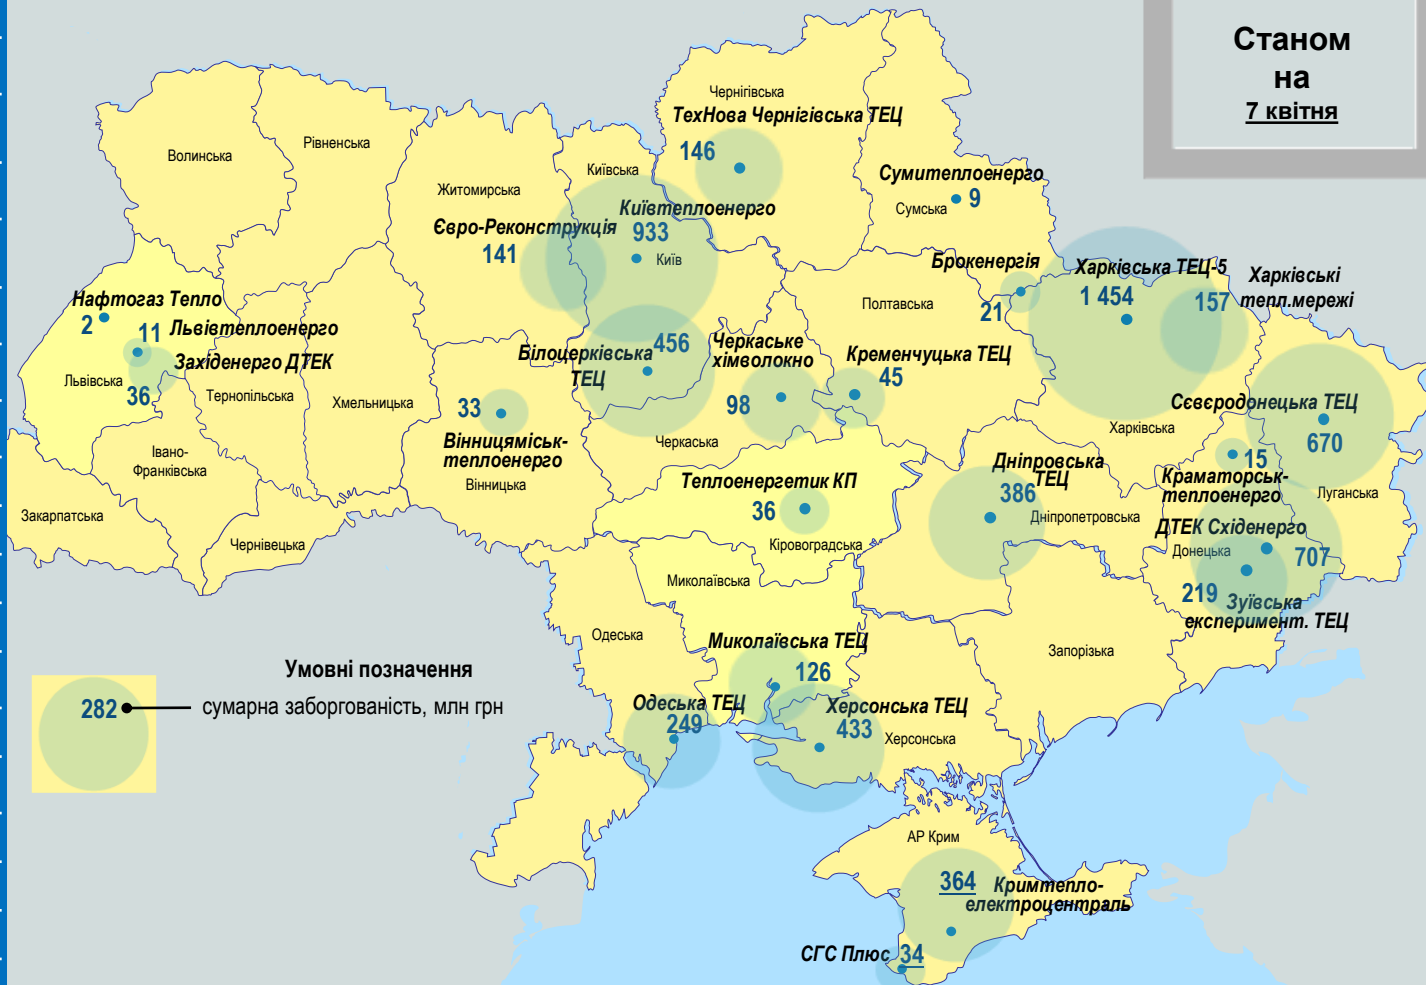 Станом
на
7 квітня
Чернігівська
ТехНова Чернігівська ТЕЦ
146
Волинська
Рівненська
Київська
Житомирська
Сумитеплоенерго
Сумська
9
Київтеплоенерго
933
Київ
Євро-Реконструкція
141
Брокенергія
21
Харківська ТЕЦ-5
1 454
157
Харківські
тепл.мережі
Полтавська
Нафтогаз Тепло
2
11
Львівтеплоенерго
Західенерго ДТЕК
Львівська
36
Тернопільська
Хмельницька
Білоцерківська
ТЕЦ
456
Черкаське
хімволокно
98
Кременчуцька ТЕЦ
45
33
Вінницяміськ-
теплоенерго
Вінницька
Черкаська
Харківська
Сєвєродонецька ТЕЦ
670
Івано-
Франківська
Закарпатська
Чернівецька
Теплоенергетик КП
36
Кіровоградська
Дніпровська
ТЕЦ
386
Дніпропетровська
15
Краматорськ-
теплоенерго
Луганська
ДТЕК Східенерго
Донецька
707
219
Зуївська
експеримент. ТЕЦ
Миколаївська
Одеська
Миколаївська ТЕЦ
126
Запорізька
Одеська ТЕЦ
249
Херсонська ТЕЦ
433
Херсонська
Умовні позначення
282
сумарна заборгованість, млн грн
АР Крим
364
Кримтепло-
електроцентраль
СГС Плюс
34